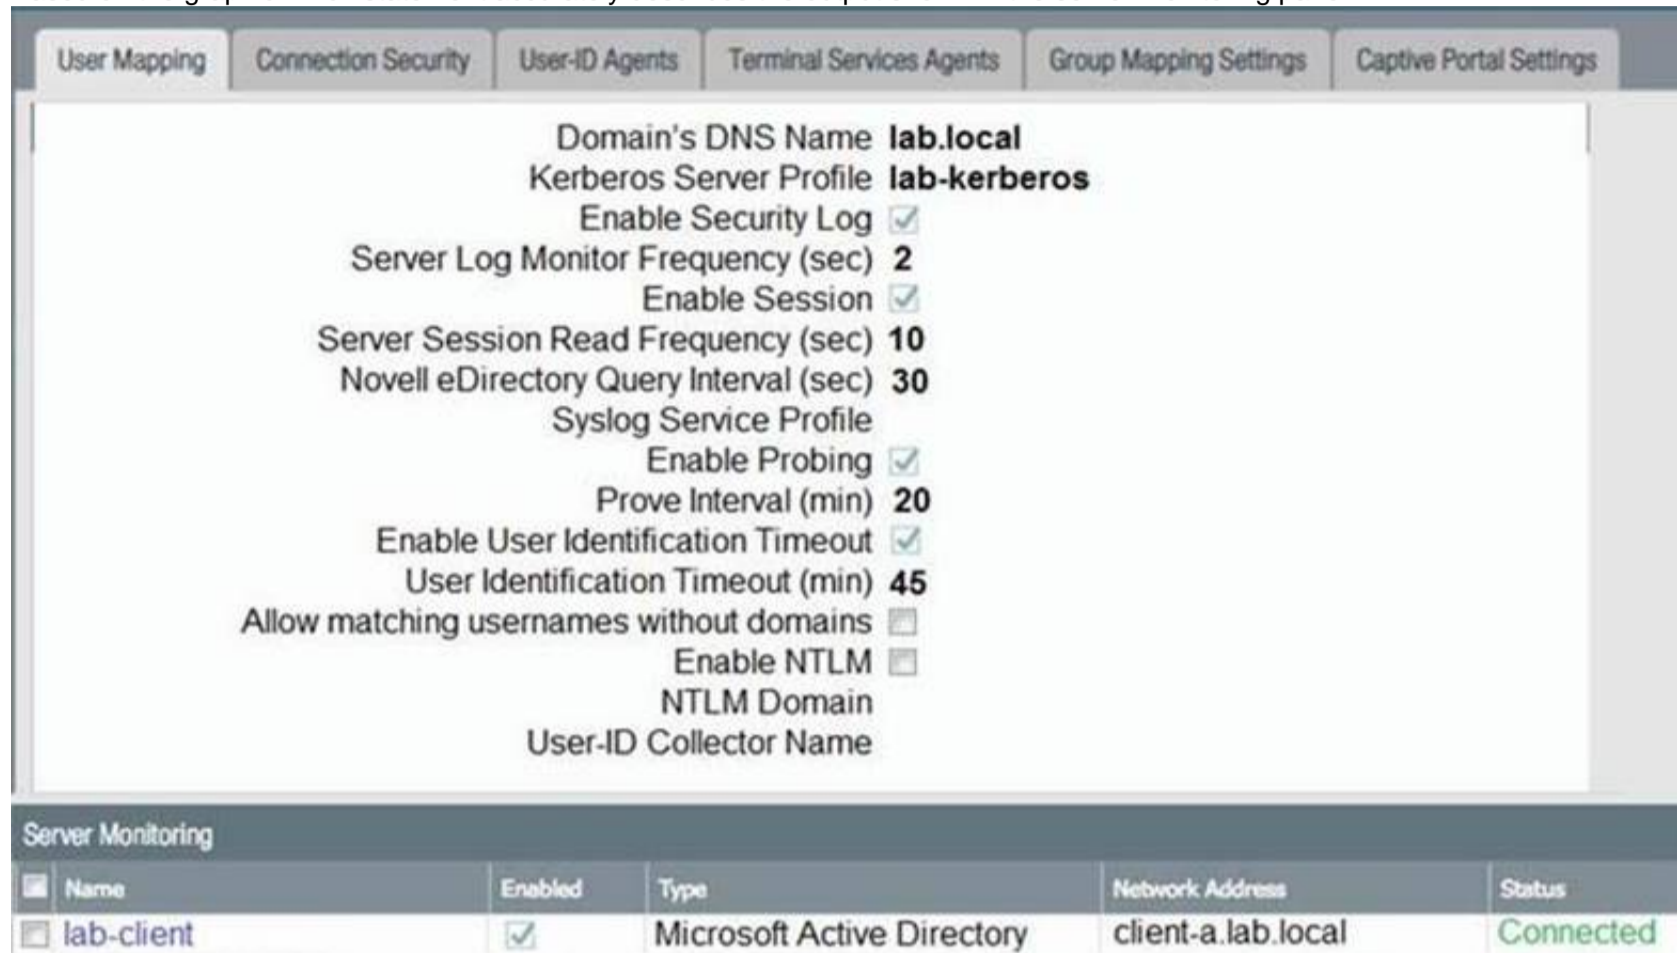 User Mapping Connection Security User-ID Agents Terminal Services Agents Group Mapping Settings Captive Portal Settings
Domain's DNS Name lab.local
Kerberos Server Profile lab-kerberos
Enable Security Log
Server Log Monitor Frequency (sec) 2
Enable Session
Server Session Read Frequency (sec) 10
Novell eDirectory Query Interval (sec) 30
Syslog Service Profile
Enable Probing
Prove Interval (min) 20
Enable User Identification Timeout
User Identification Timeout (min) 45
Allow matching usernames without domains
Enable NTLM
NTLM Domain
User-ID Collector Name
Server Monitoring
Name Enabled Type Network Address Status
lab-client Microsoft Active Directory client-a.lab.local Connected